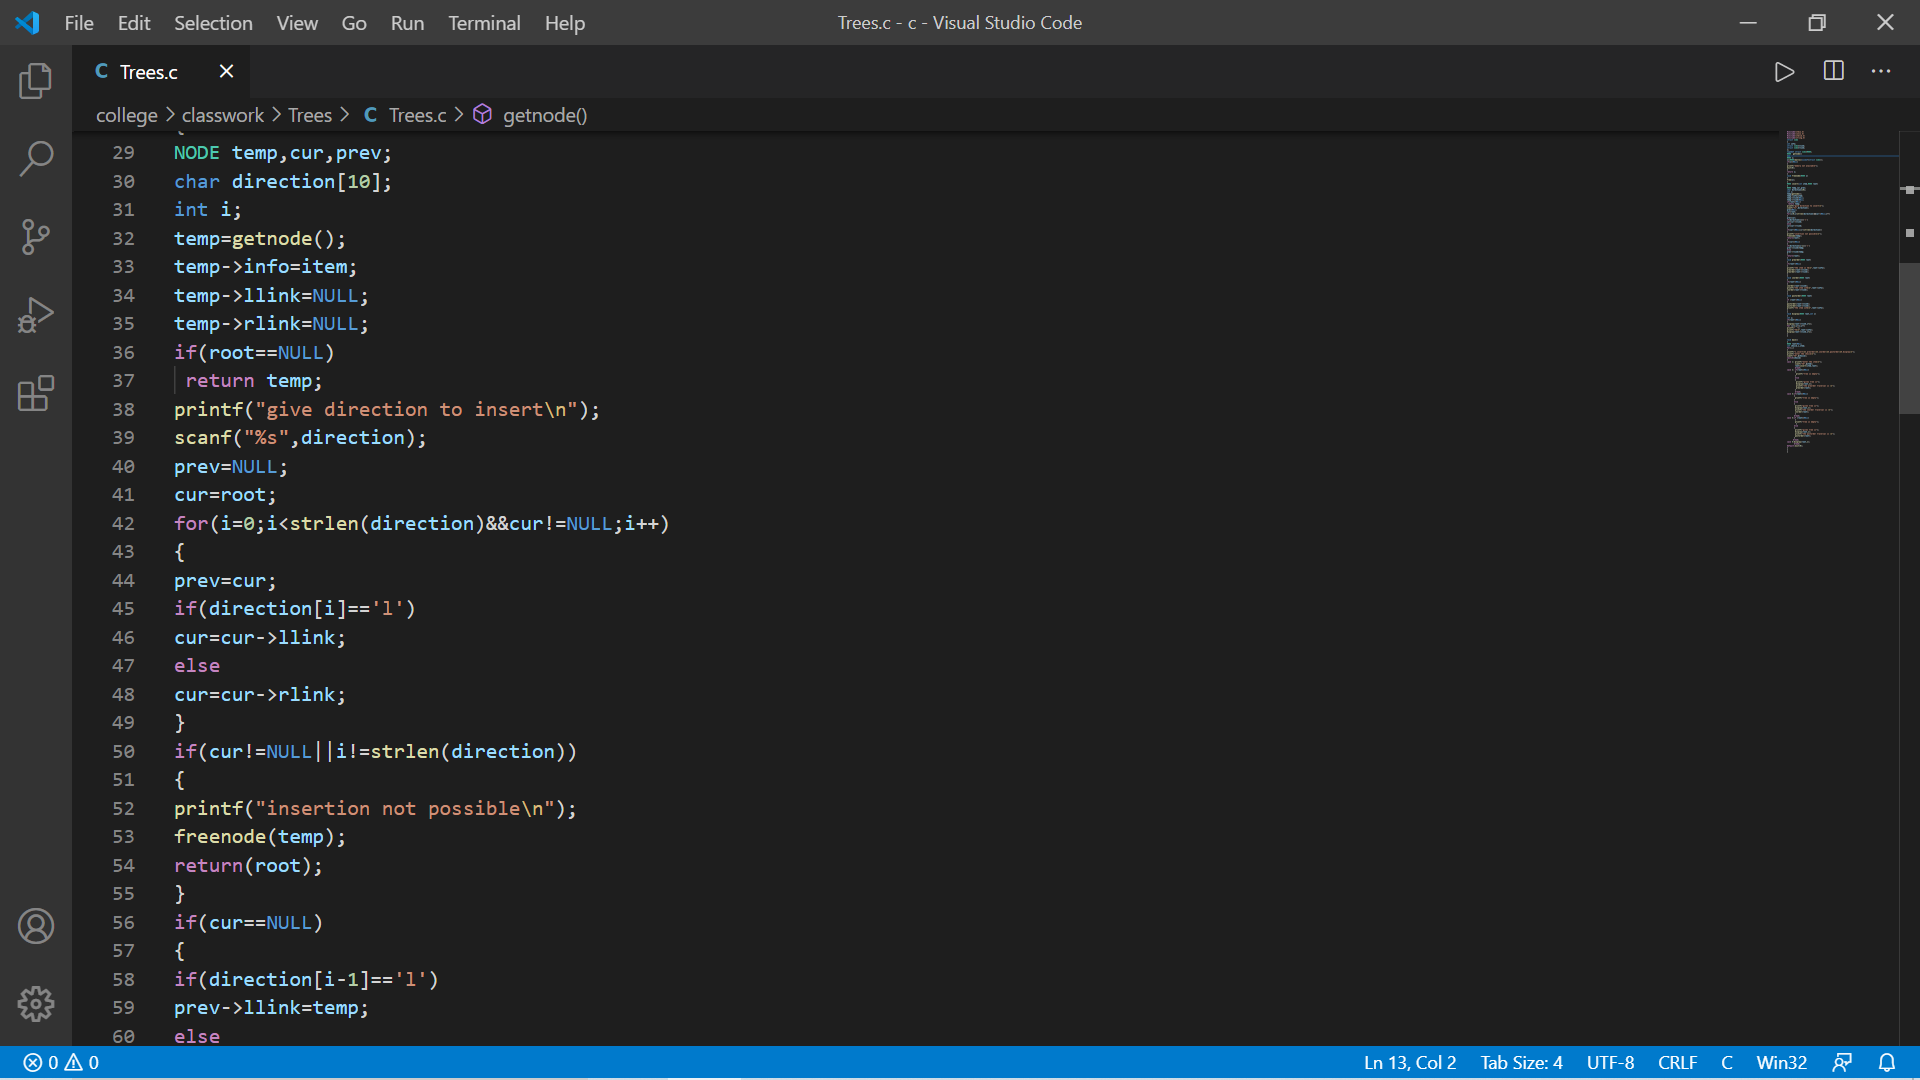 File Edit Selection View Go Run Terminal Help Trees.c - c - Visual Studio Code
C Trees.c
college > classwork > Trees > C Trees.c > getnode()
29 NODE temp,cur,prev;
30 char direction[10];
31 int i;
32 temp=getnode();
33 temp->info=item;
34 temp->llink=NULL;
35 temp->rlink=NULL;
36 if(root==NULL)
37 return temp;
38 printf("give direction to insert\n");
39 scanf("%s",direction);
40 prev=NULL;
41 cur=root;
42 for(i=0;i<strlen(direction)&&cur!=NULL;i++)
43 {
44 prev=cur;
45 if(direction[i]=='l')
46 cur=cur->llink;
47 else
48 cur=cur->rlink;
49 }
50 if(cur!=NULL||i!=strlen(direction))
51 {
52 printf("insertion not possible\n");
53 freenode(temp);
54 return(root);
55 }
56 if(cur==NULL)
57 {
58 if(direction[i-1]=='l')
59 prev->llink=temp;
60 else
0 0 Ln 13, Col 2 Tab Size: 4 UTF-8 CRLF C Win32